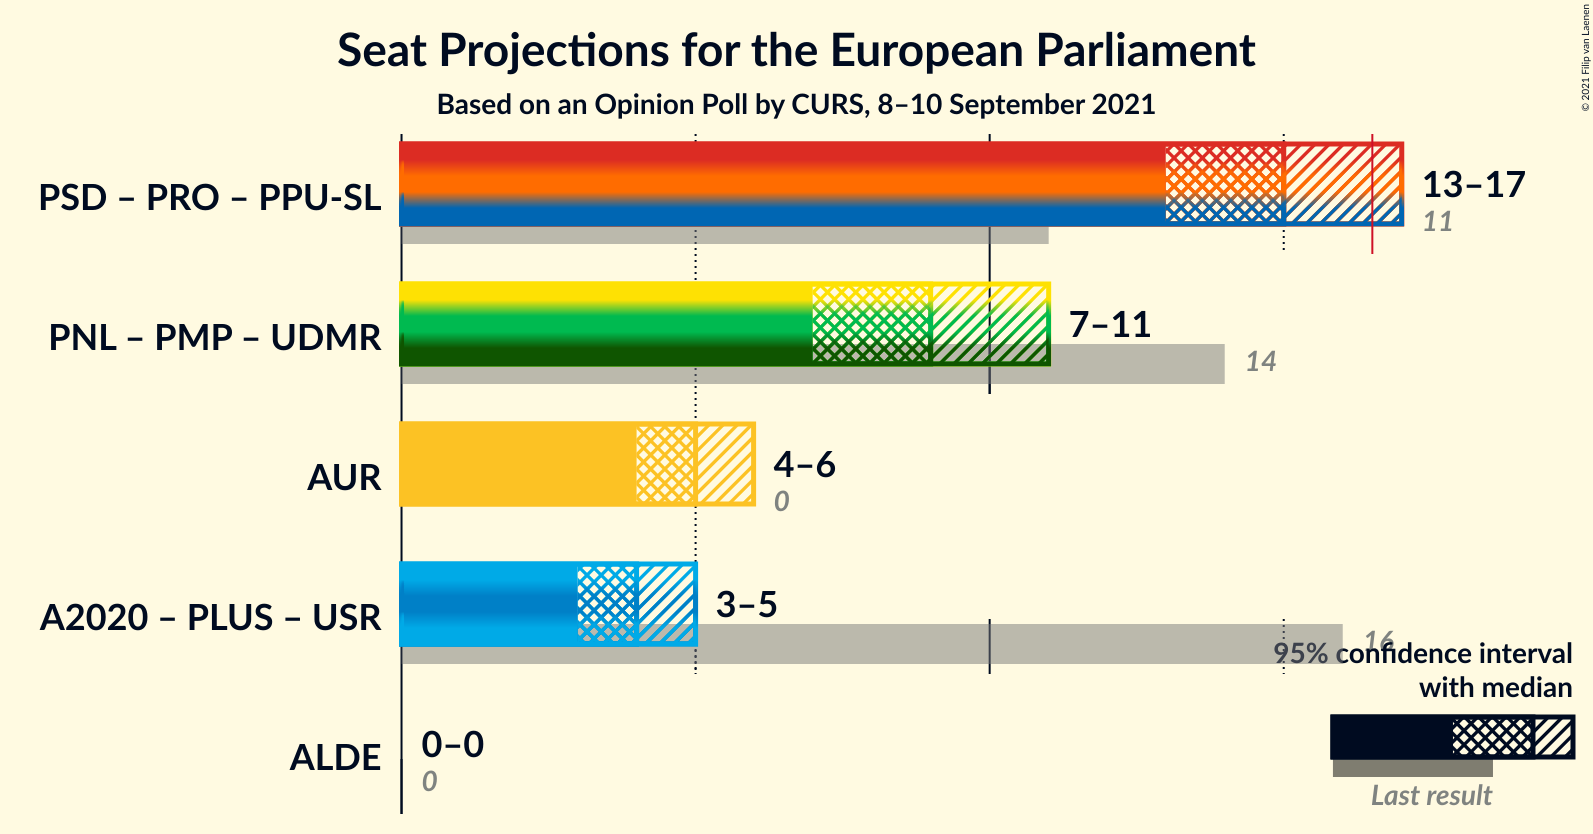 Seat Projections for the European Parliament
Based on an Opinion Poll by CURS, 8–10 September 2021
© 2021 Filip van Laenen
PSD – PRO – PPU-SL
13–17
11
PNL – PMP – UDMR
7–11
14
AUR
4–6
0
A2020 – PLUS – USR
3–5
16
ALDE
0–0
0
95% confidence interval
with median
Last result